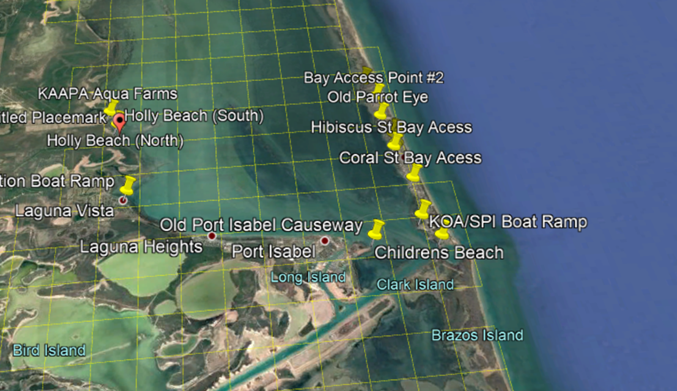 Bay Access Point #2
KAAPA Aqua Farms
Old Parrot Eye
tled Placemark
Holly Beach (South)
Hibiscus St Bay Acess
Holly Beach (North)
Coral St Bay Acess
tion Boat Ramp
Laguna Vista
Old Port Isabel Causeway
KOA/SPI Boat Ramp
Laguna Heights
Port Isabel
Childrens Beach
Long Island
Clark Island
Brazos Island
Bird Island